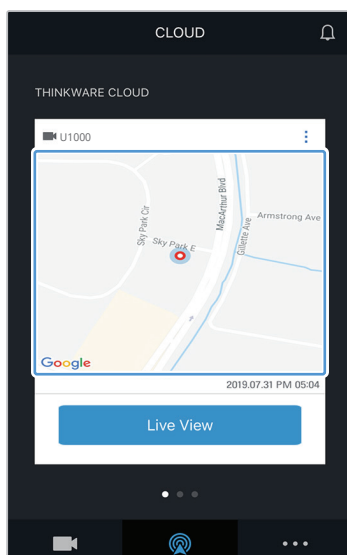 CLOUD
THINKWARE CLOUD
U1000
Sky Park Cir
MacArthur Blvd
Gillette Ave
Armstrong Ave
Sky Park E
Google
2019.07.31 PM 05:04
Live View